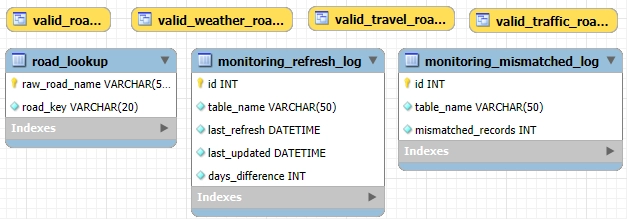 valid_roa...
valid_weather_roa...
valid_travel_roa...
valid_traffic_roa...
road_lookup
raw_road_name VARCHAR(5...
road_key VARCHAR(20)
Indexes
monitoring_refresh_log
id INT
table_name VARCHAR(50)
last_refresh DATETIME
last_updated DATETIME
days_difference INT
Indexes
monitoring_mismatched_log
id INT
table_name VARCHAR(50)
mismatched_records INT
Indexes